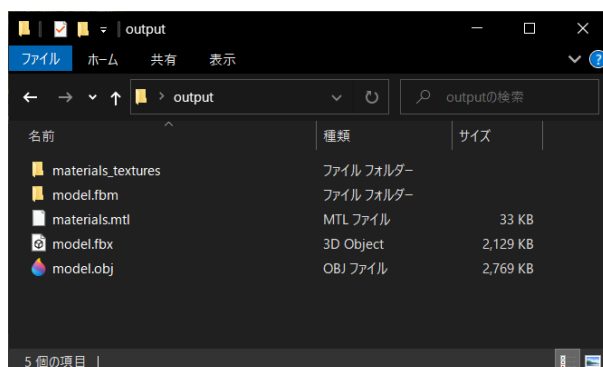 output
ファイル ホーム 共有 表示
output outputの検索
名前 種類 サイズ
materials_textures ファイル フォルダー
model.fbm ファイル フォルダー
materials.mtl MTL ファイル 33 KB
model.fbx 3D Object 2,129 KB
model.obj OBJ ファイル 2,769 KB
5 個の項目